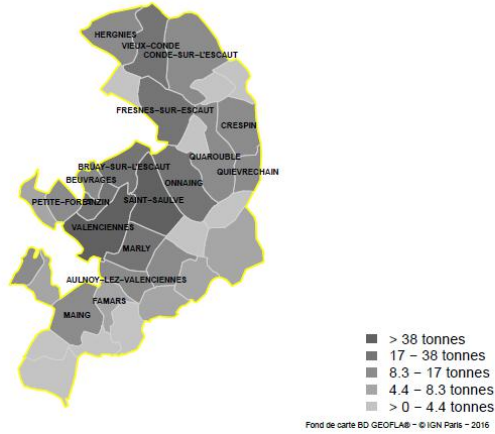 HERGNIES
VIEUX−CONDE
CONDE−SUR−L'ESCAUT
FRESNES−SUR−ESCAUT
CRESPIN
QUAROUBLE
BRUAY−SUR−L'ESCAUT
QUIEVRECHAIN
BEUVRAGES
ONNAING
PETITE−FORE
ANZIN
SAINT−SAULVE
VALENCIENNES
MARLY
AULNOY−LEZ−VALENCIENNES
FAMARS
MAING
> 38 tonnes
17 − 38 tonnes
8.3 − 17 tonnes
4.4 − 8.3 tonnes
> 0 − 4.4 tonnes
Fond de carte BD GEOFLA® − © IGN Paris − 2016